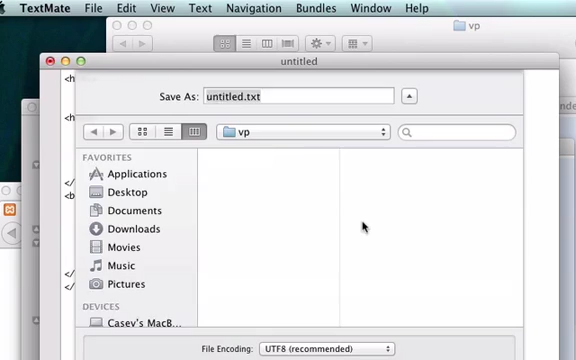 TextMate File Edit View Text Navigation Bundles Window Help
vp
untitled
<h
Save As: untitled.txt
<h
vp
FAVORITES
Applications
</
Desktop
<b
Documents
Downloads
Movies
Music
</
Pictures
</
DEVICES
Casey's MacB...
File Encoding: UTF8 (recommended)